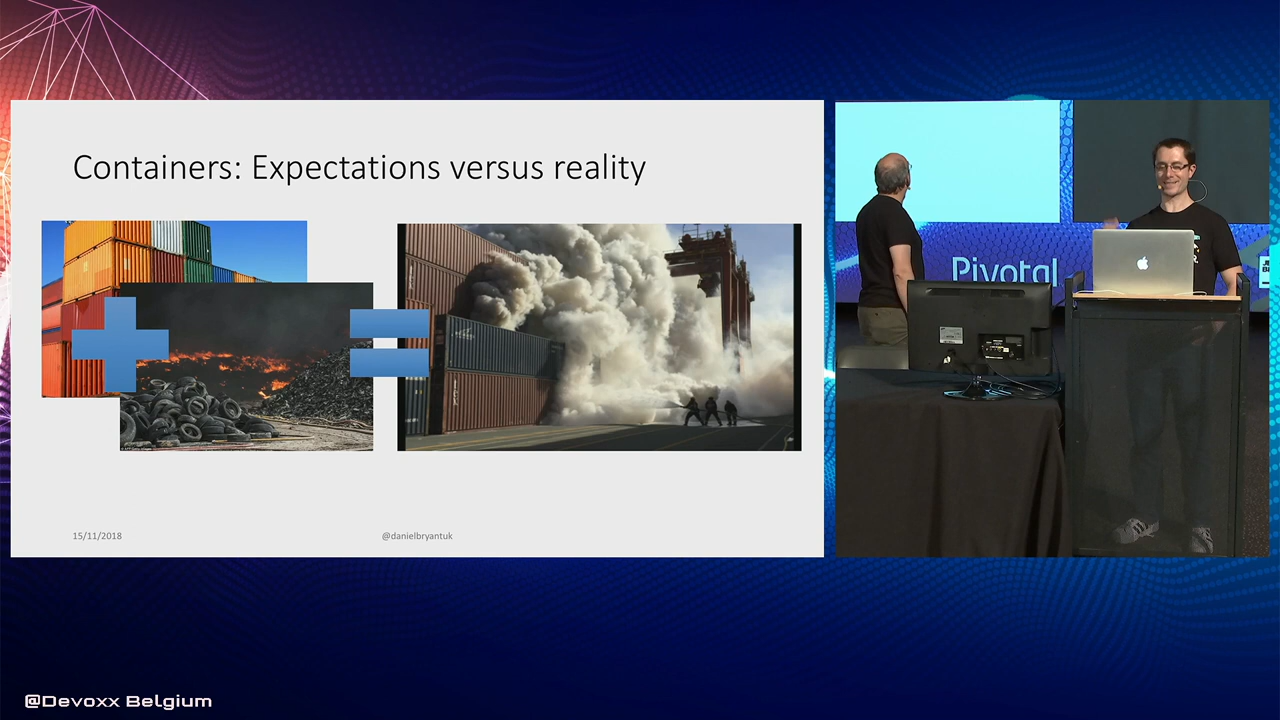 Containers: Expectations versus reality
15/11/2018
@danielbryantuk
Pivotal
@Devoxx Belgium